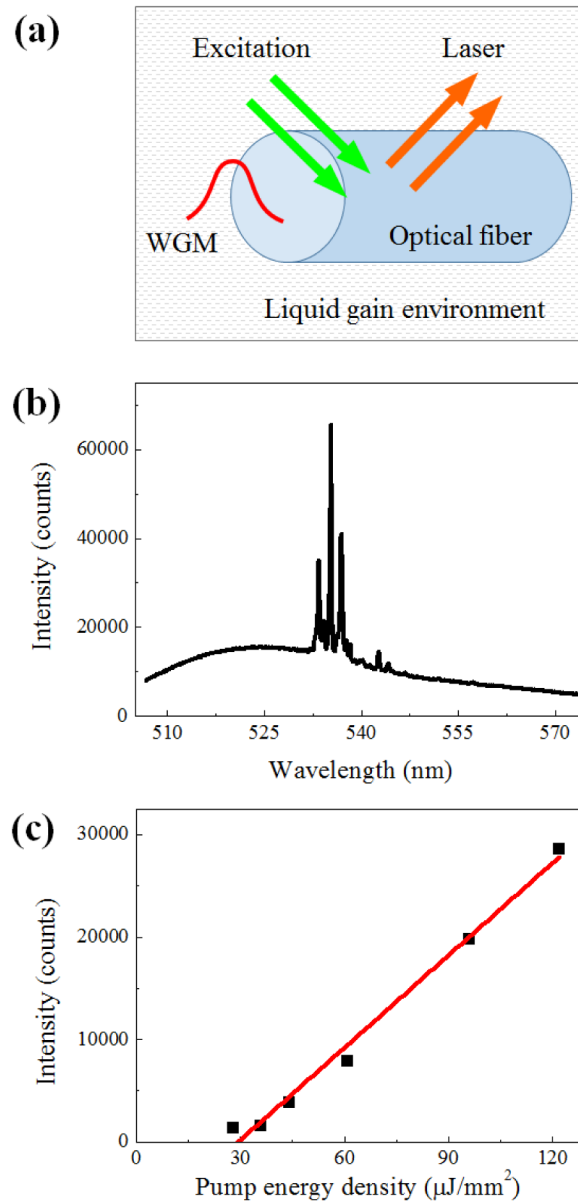 (a)
Excitation
Laser
WGM
Optical fiber
Liquid gain environment
(b)
Intensity (counts)
60000
40000
20000
0
510 525 540 555 570
Wavelength (nm)
(c)
Intensity (counts)
30000
20000
10000
0
0 30 60 90 120
Pump energy density (μJ/mm²)